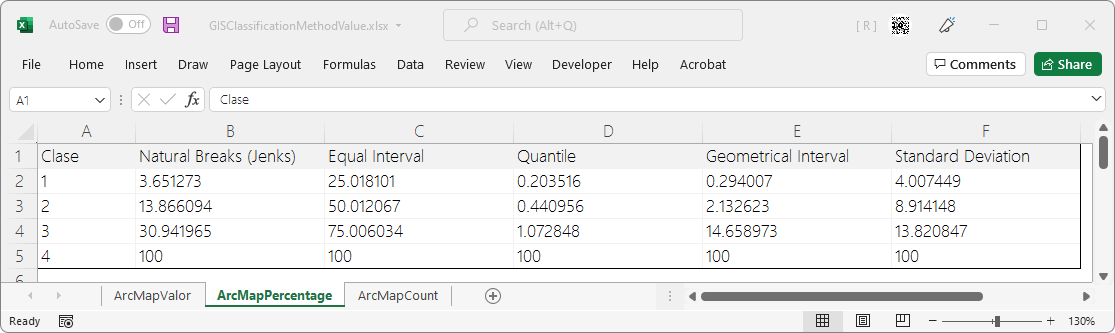 AutoSave Off GISClassificationMethodValue.xlsx Search (Alt+Q) [ R ]
File Home Insert Draw Page Layout Formulas Data Review View Developer Help Acrobat Comments Share
A1 fx Clase
A B C D E F
1 Clase Natural Breaks (Jenks) Equal Interval Quantile Geometrical Interval Standard Deviation
2 1 3.651273 25.018101 0.203516 0.294007 4.007449
3 2 13.866094 50.012067 0.440956 2.132623 8.914148
4 3 30.941965 75.006034 1.072848 14.658973 13.820847
5 4 100 100 100 100 100
6
ArcMapValor ArcMapPercentage ArcMapCount
Ready 130%